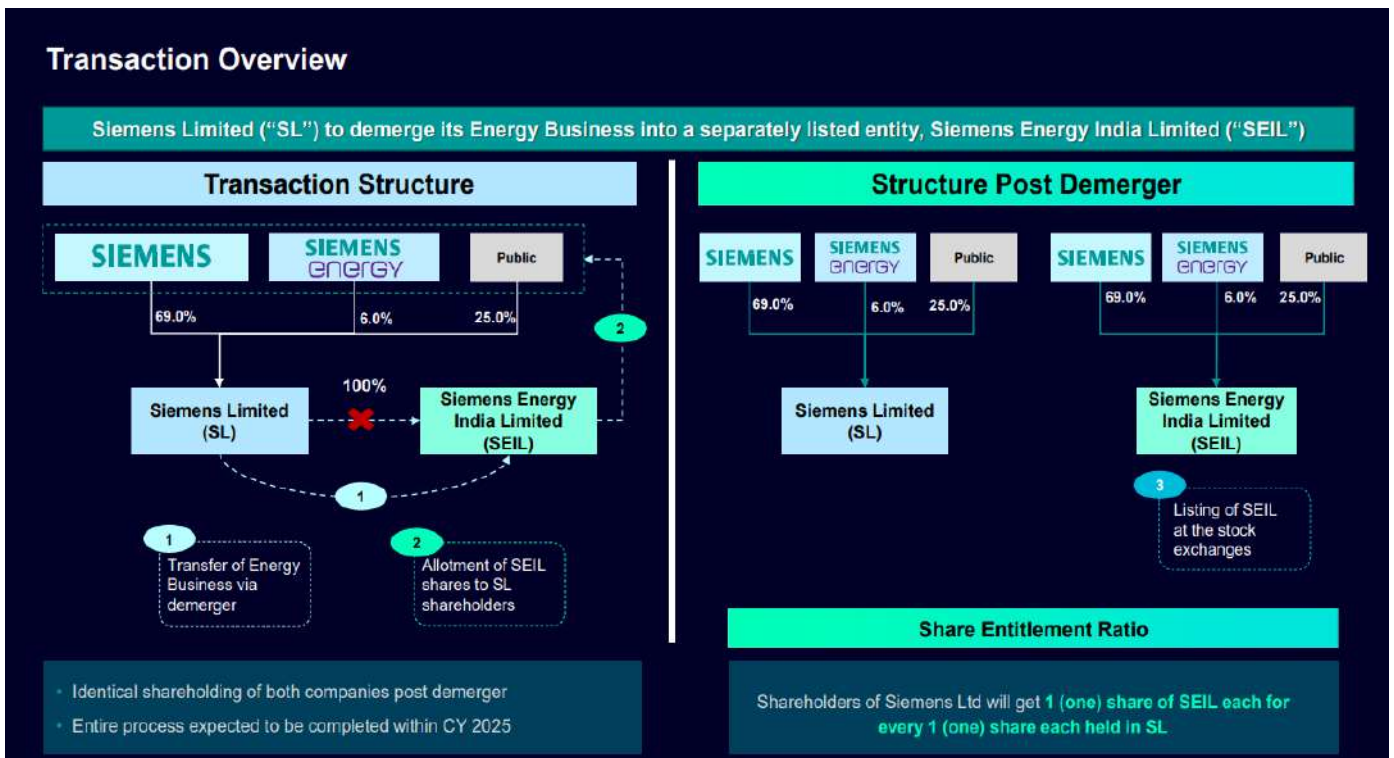 Transaction Overview
Siemens Limited (“SL”) to demerge its Energy Business into a separately listed entity, Siemens Energy India Limited (“SEIL”)
Transaction Structure
SIEMENS
SIEMENS
energy
Public
69.0%
6.0%
25.0%
2
100%
Siemens Limited
(SL)
Siemens Energy
India Limited
(SEIL)
1
1
Transfer of Energy
Business via
demerger
2
Allotment of SEIL
shares to SL
shareholders
• Identical shareholding of both companies post demerger
• Entire process expected to be completed within CY 2025
Structure Post Demerger
SIEMENS
SIEMENS
energy
Public
69.0%
6.0%
25.0%
Siemens Limited
(SL)
SIEMENS
SIEMENS
energy
Public
69.0%
6.0%
25.0%
Siemens Energy
India Limited
(SEIL)
3
Listing of SEIL
at the stock
exchanges
Share Entitlement Ratio
Shareholders of Siemens Ltd will get 1 (one) share of SEIL each for
every 1 (one) share each held in SL